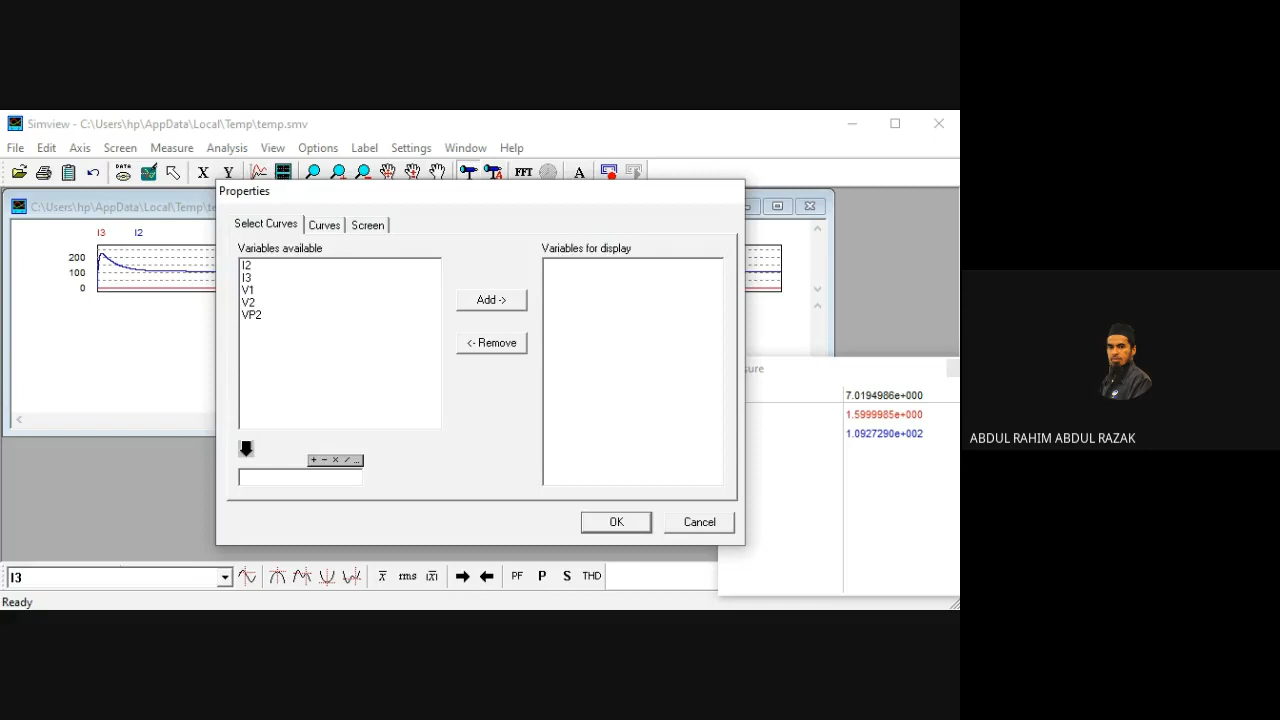 Simview - C:\Users\hp\AppData\Local\Temp\temp.smv
File Edit Axis Screen Measure Analysis View Options Label Settings Window Help
DATA X Y FFT A
Properties
C:\Users\hp\AppData\Local\Temp\te
Select Curves Curves Screen
I3 I2
200
100
0
Variables available
I2
I3
V1
V2
VP2
Add ->
<- Remove
Variables for display
+ - × / ...
OK Cancel
sure
7.0194986e+000
1.5999985e+000
1.0927290e+002
I3
x rms |x| PF P S THD
Ready
ABDUL RAHIM ABDUL RAZAK